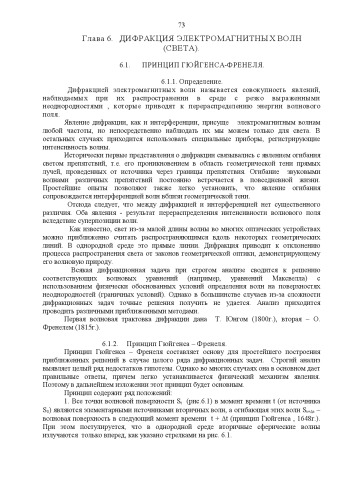 73
Глава 6. ДИФРАКЦИЯ ЭЛЕКТРОМАГНИТНЫХ ВОЛН
(СВЕТА).
6.1. ПРИНЦИП ГЮЙГЕНСА-ФРЕНЕЛЯ.
6.1.1. Определение.
Дифракцией электромагнитных волн называется совокупность явлений,
наблюдаемых при их распространении в среде с резко выраженными
неоднородностями , которые приводят к перераспределению энергии волнового
поля.
Явление дифракции, как и интерференции, присуще электромагнитным волнам
любой частоты, но непосредственно наблюдать их мы можем только для света. В
остальных случаях приходится использовать специальные приборы, регистрирующие
интенсивность волны.
Исторически первые представления о дифракции связывались с явлением огибания
светом препятствий, т.е. его проникновением в область геометрической тени прямых
лучей, проведенных от источника через границы препятствия. Огибание звуковыми
волнами различных препятствий постоянно встречается в повседневной жизни.
Простейшие опыты позволяют также легко установить, что явление огибания
сопровождается интерференцией волн вблизи геометрической тени.
Отсюда следует, что между дифракцией и интерференцией нет существенного
различия. Оба явления - результат перераспределения интенсивности волнового поля
вследствие суперпозиции волн.
Как известно, свет из-за малой длины волны во многих оптических устройствах
можно приближенно считать распространяющимся вдоль некоторых геометрических
линий. В однородной среде это прямые линии. Дифракция приводит к отклонению
процесса распространения света от законов геометрической оптики, демонстрирующему
его волновую природу.
Всякая дифракционная задача при строгом анализе сводится к решению
соответствующих волновых уравнений (например, уравнений Максвелла) с
использованием физически обоснованных условий определения волн на поверхностях
неоднородностей (граничных условий). Однако в большинстве случаев из-за сложности
дифракционных задач точные решения получить не удается. Анализ приходится
проводить различными приближенными методами.
Первая волновая трактовка дифракции дана Т. Юнгом (1800г.), вторая – О.
Френелем (1815г.).
6.1.2. Принцип Гюйгенса – Френеля.
Принцип Гюйгенса – Френеля составляет основу для простейшего построения
приближенных решений в случае целого ряда дифракционных задач. Строгий анализ
выявляет целый ряд недостатков гипотезы. Однако во многих случаях она в основном дает
правильные ответы, причем легко устанавливается физический механизм явления.
Поэтому в дальнейшем изложении этот принцип будет основным.
Принцип содержит ряд положений:
1. Все точки волновой поверхности Sₜ (рис.6.1) в момент времени t (от источника
S₀) являются элементарными источниками вторичных волн, а огибающая этих волн Sₜ₊Δₜ –
волновая поверхность в следующий момент времени t + Δt (принцип Гюйгенса , 1648г.).
При этом постулируется, что в однородной среде вторичные сферические волны
излучаются только вперед, как указано стрелками на рис. 6.1.